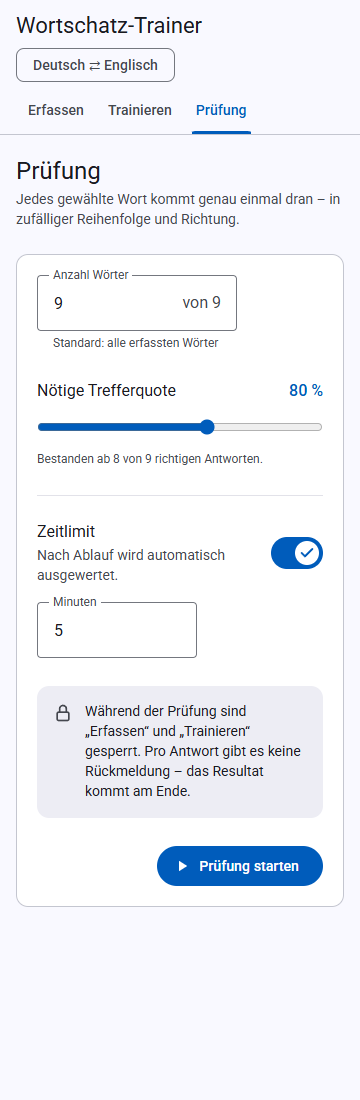 Wortschatz-Trainer
Deutsch ⇄ Englisch
Erfassen Trainieren Prüfung
Prüfung
Jedes gewählte Wort kommt genau einmal dran – in
zufälliger Reihenfolge und Richtung.
Anzahl Wörter
9 von 9
Standard: alle erfassten Wörter
Nötige Trefferquote 80 %
Bestanden ab 8 von 9 richtigen Antworten.
Zeitlimit
Nach Ablauf wird automatisch
ausgewertet.
Minuten
5
Während der Prüfung sind
„Erfassen“ und „Trainieren“
gesperrt. Pro Antwort gibt es keine
Rückmeldung – das Resultat
kommt am Ende.
Prüfung starten